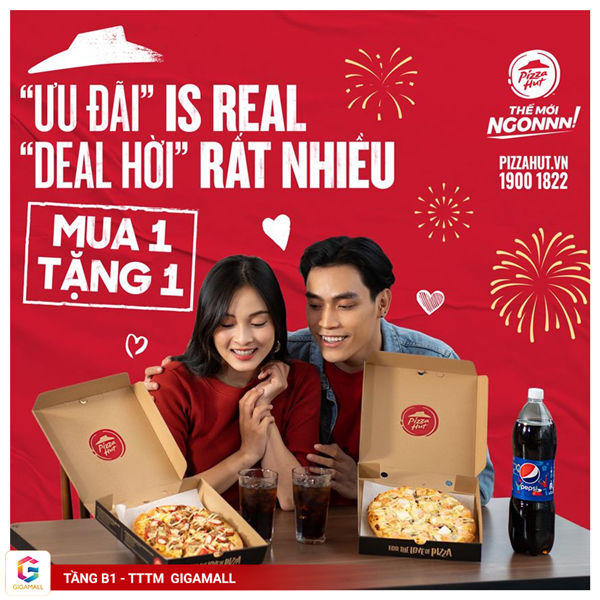 "ƯU ĐÃI" IS REAL
"DEAL HỜI" RẤT NHIỀU
MUA 1
TẶNG 1
Pizza
Hut
THẾ MỚI
NGONNN!
PIZZAHUT.VN
1900 1822
Pizza
Hut
Pizza
Hut
pepsi
FOR THE LOVE OF PIZZA
GIGAMALL
TẦNG B1 - TTTM GIGAMALL